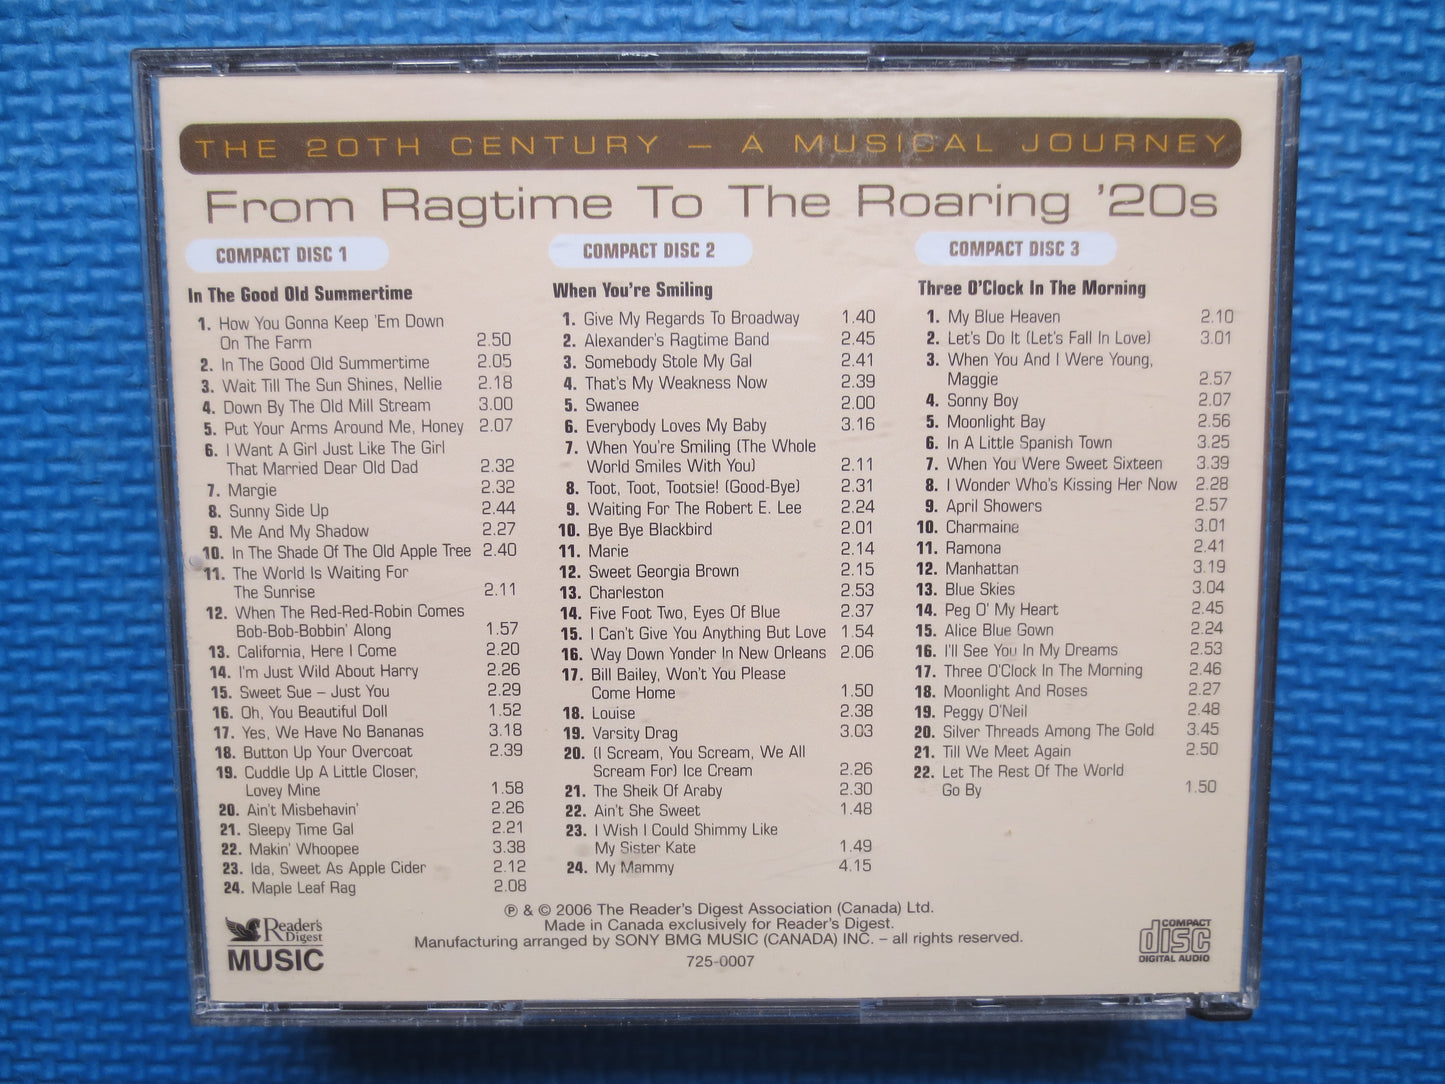 THE 20TH CENTURY – A MUSICAL JOURNEY
From Ragtime To The Roaring '20s
COMPACT DISC 1
In The Good Old Summertime
1. How You Gonna Keep 'Em Down
On The Farm 2.50
2. In The Good Old Summertime 2.05
3. Wait Till The Sun Shines, Nellie 2.18
4. Down By The Old Mill Stream 3.00
5. Put Your Arms Around Me, Honey 2.07
6. I Want A Girl Just Like The Girl
That Married Dear Old Dad 2.32
7. Margie 2.32
8. Sunny Side Up 2.44
9. Me And My Shadow 2.27
10. In The Shade Of The Old Apple Tree 2.40
11. The World Is Waiting For
The Sunrise 2.11
12. When The Red-Red-Robin Comes
Bob-Bob-Bobbin' Along 1.57
13. California, Here I Come 2.20
14. I'm Just Wild About Harry 2.26
15. Sweet Sue – Just You 2.29
16. Oh, You Beautiful Doll 1.52
17. Yes, We Have No Bananas 3.18
18. Button Up Your Overcoat 2.39
19. Cuddle Up A Little Closer,
Lovey Mine 1.58
20. Ain't Misbehavin' 2.26
21. Sleepy Time Gal 2.21
22. Makin' Whoopee 3.38
23. Ida, Sweet As Apple Cider 2.12
24. Maple Leaf Rag 2.08
COMPACT DISC 2
When You're Smiling
1. Give My Regards To Broadway 1.40
2. Alexander's Ragtime Band 2.45
3. Somebody Stole My Gal 2.41
4. That's My Weakness Now 2.39
5. Swanee 2.00
6. Everybody Loves My Baby 3.16
7. When You're Smiling (The Whole
World Smiles With You) 2.11
8. Toot, Toot, Tootsie! (Good-Bye) 2.31
9. Waiting For The Robert E. Lee 2.24
10. Bye Bye Blackbird 2.01
11. Marie 2.14
12. Sweet Georgia Brown 2.15
13. Charleston 2.53
14. Five Foot Two, Eyes Of Blue 2.37
15. I Can't Give You Anything But Love 1.54
16. Way Down Yonder In New Orleans 2.06
17. Bill Bailey, Won't You Please
Come Home 1.50
18. Louise 2.38
19. Varsity Drag 3.03
20. (I Scream, You Scream, We All
Scream For) Ice Cream 2.26
21. The Sheik Of Araby 2.30
22. Ain't She Sweet 1.48
23. I Wish I Could Shimmy Like
My Sister Kate 1.49
24. My Mammy 4.15
COMPACT DISC 3
Three O'Clock In The Morning
1. My Blue Heaven 2.10
2. Let's Do It (Let's Fall In Love) 3.01
3. When You And I Were Young,
Maggie 2.57
4. Sonny Boy 2.07
5. Moonlight Bay 2.56
6. In A Little Spanish Town 3.25
7. When You Were Sweet Sixteen 3.39
8. I Wonder Who's Kissing Her Now 2.28
9. April Showers 2.57
10. Charmaine 3.01
11. Ramona 2.41
12. Manhattan 3.19
13. Blue Skies 3.04
14. Peg O' My Heart 2.45
15. Alice Blue Gown 2.24
16. I'll See You In My Dreams 2.53
17. Three O'Clock In The Morning 2.46
18. Moonlight And Roses 2.27
19. Peggy O'Neil 2.48
20. Silver Threads Among The Gold 3.45
21. Till We Meet Again 2.50
22. Let The Rest Of The World
Go By 1.50
Reader's
Digest
MUSIC
℗ & © 2006 The Reader's Digest Association (Canada) Ltd.
Made in Canada exclusively for Reader's Digest.
Manufacturing arranged by SONY BMG MUSIC (CANADA) INC. – all rights reserved.
725-0007
COMPACT
disc
DIGITAL AUDIO